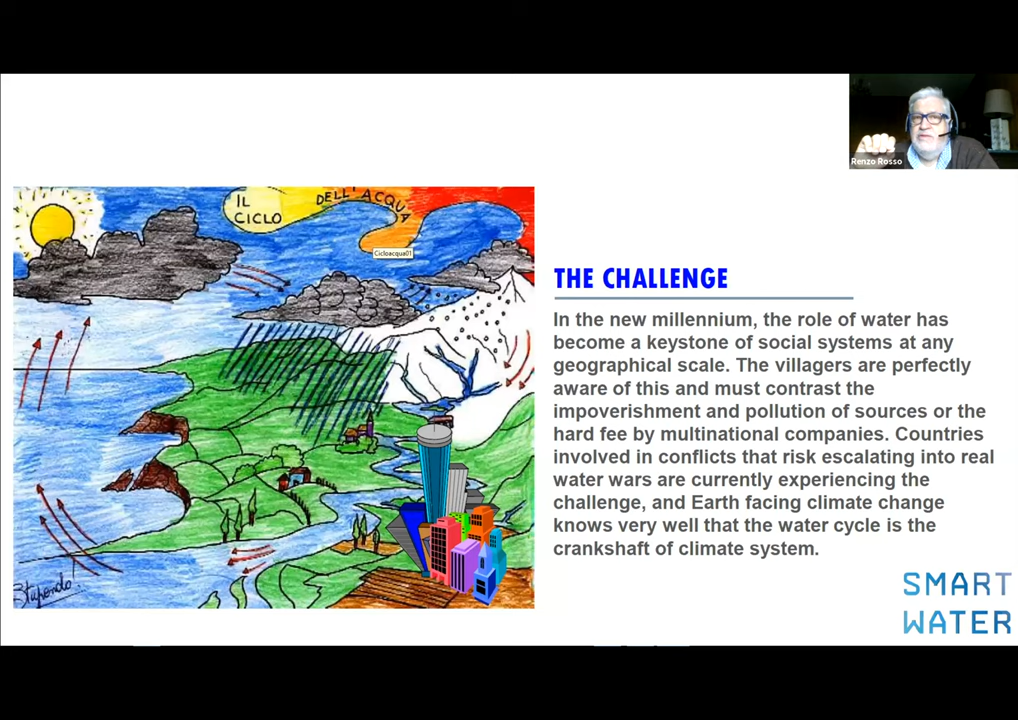 Renzo Rosso
IL
CICLO
DELL'ACQUA
Cicloacqua01
Stupendo!
THE CHALLENGE
In the new millennium, the role of water has
become a keystone of social systems at any
geographical scale. The villagers are perfectly
aware of this and must contrast the
impoverishment and pollution of sources or the
hard fee by multinational companies. Countries
involved in conflicts that risk escalating into real
water wars are currently experiencing the
challenge, and Earth facing climate change
knows very well that the water cycle is the
crankshaft of climate system.
SMART
WATER